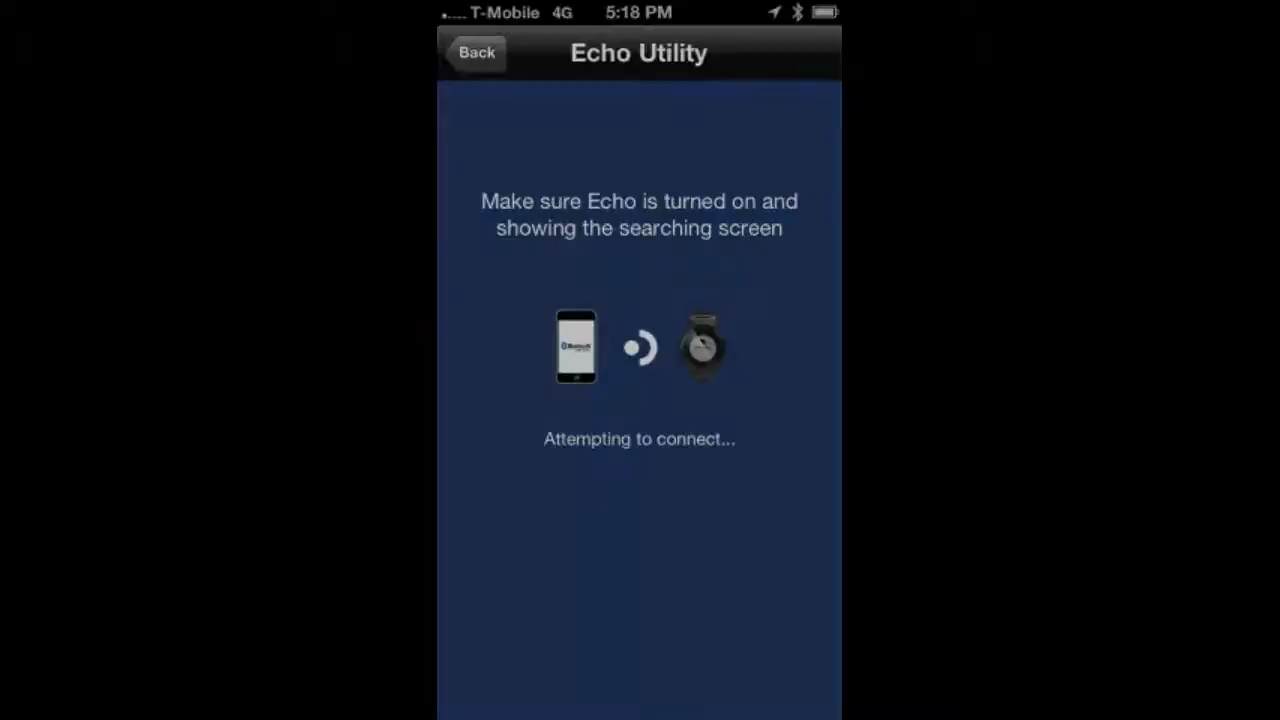 T-Mobile 4G 5:18 PM
Back
Echo Utility
Make sure Echo is turned on and
showing the searching screen
Bluetooth
Attempting to connect...